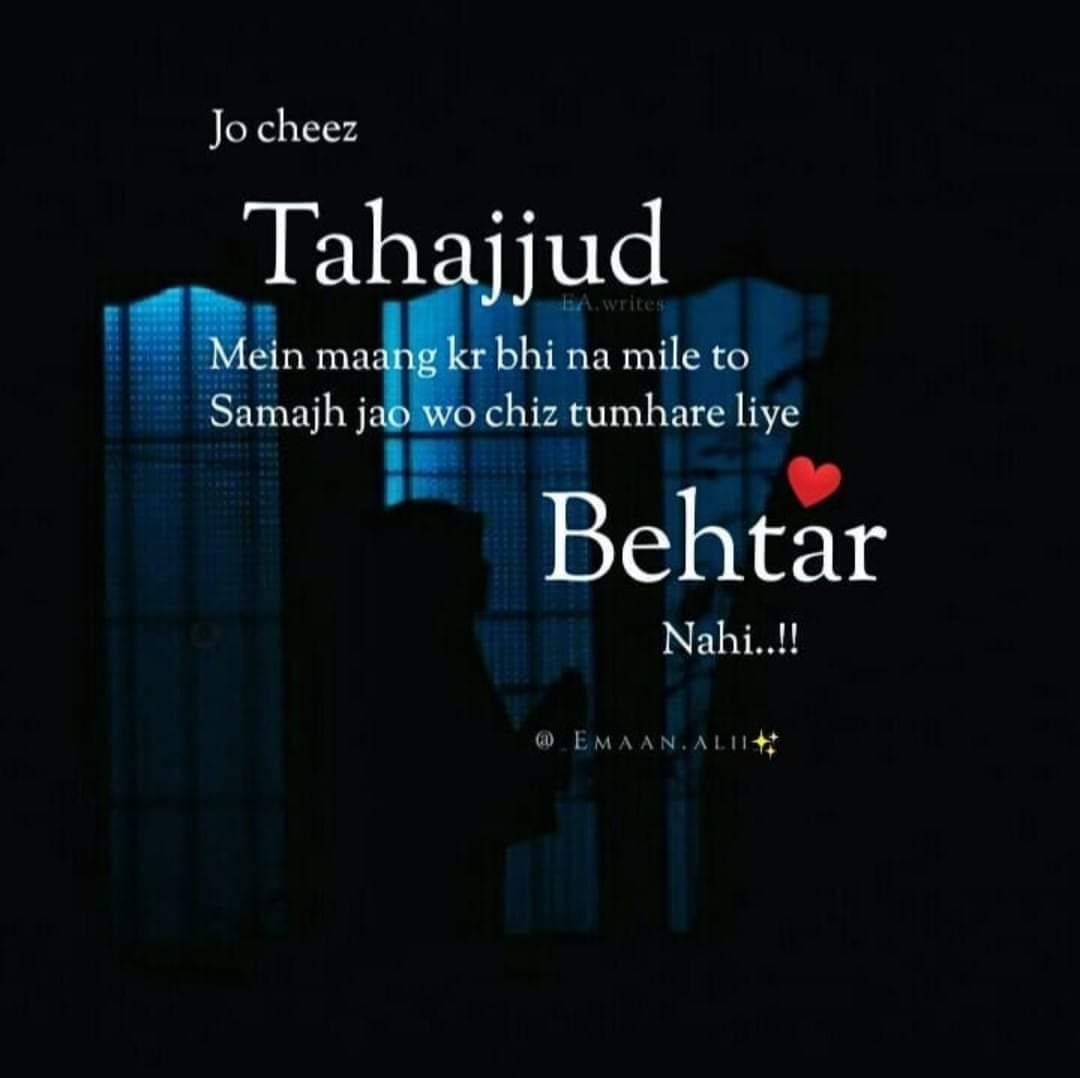 Jo cheez
Tahajjud
EA.writes
Mein maang kr bhi na mile to
Samajh jao wo chiz tumhare liye
Behtar
Nahi..!!
@_Emaan.alii